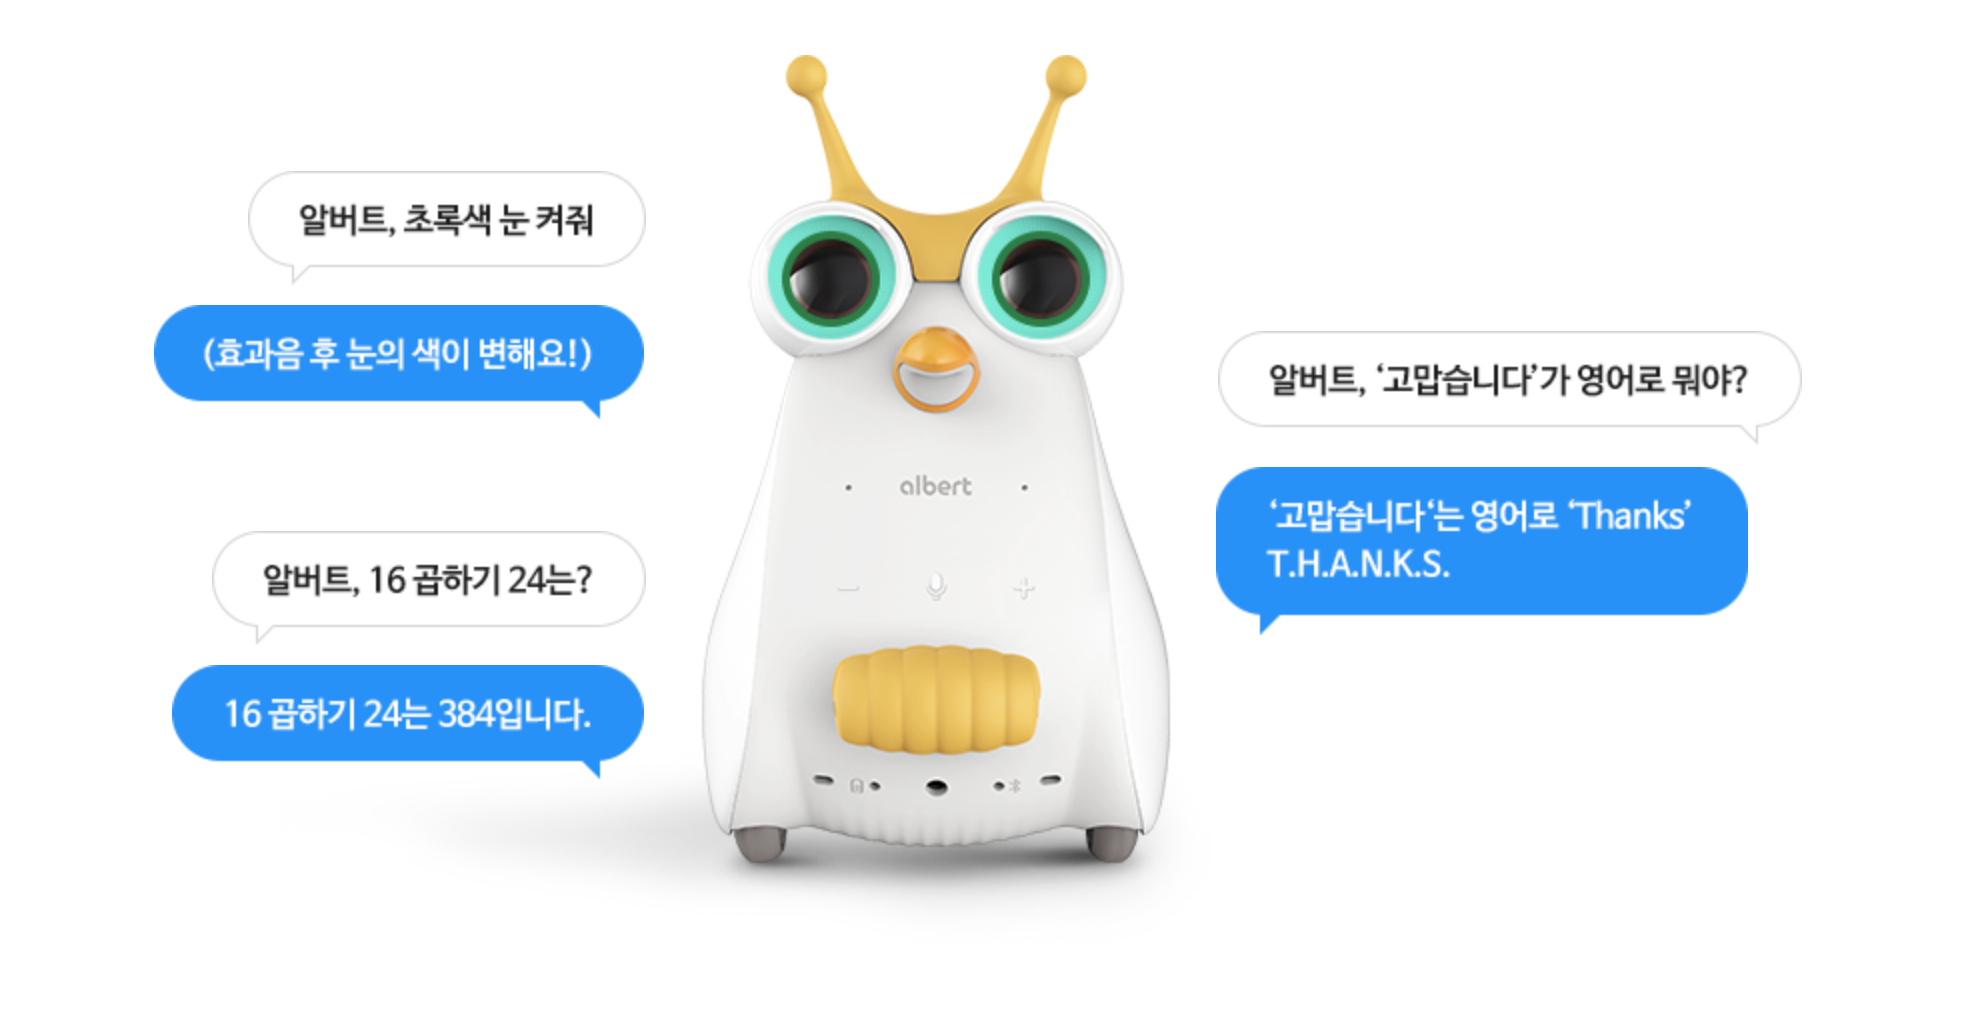 알버트, 초록색 눈 켜줘
(효과음 후 눈의 색이 변해요!)
알버트, 16 곱하기 24는?
16 곱하기 24는 384입니다.
albert
알버트, ‘고맙습니다’가 영어로 뭐야?
‘고맙습니다‘는 영어로 ‘Thanks’
T.H.A.N.K.S.